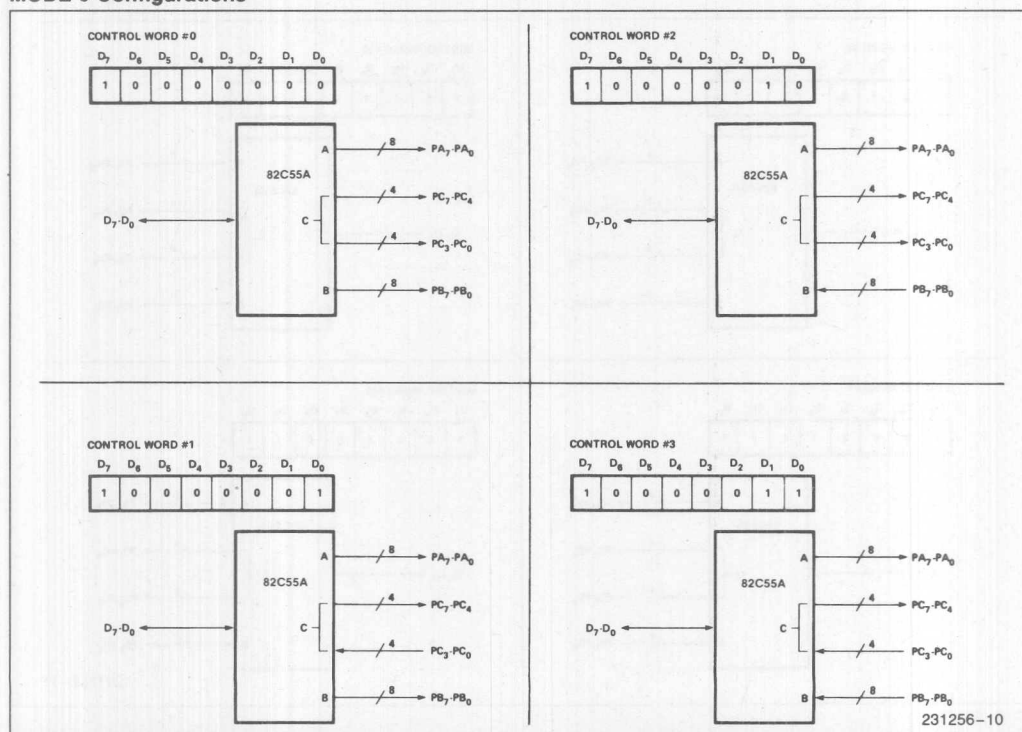 CONTROL WORD #0
D7 D6 D5 D4 D3 D2 D1 D0
1 0 0 0 0 0 0 0
A
8
PA7-PA0
82C55A
4
PC7-PC4
D7-D0
C
4
PC3-PC0
B
8
PB7-PB0
CONTROL WORD #2
D7 D6 D5 D4 D3 D2 D1 D0
1 0 0 0 0 0 1 0
A
8
PA7-PA0
82C55A
4
PC7-PC4
D7-D0
C
4
PC3-PC0
B
8
PB7-PB0
CONTROL WORD #1
D7 D6 D5 D4 D3 D2 D1 D0
1 0 0 0 0 0 0 1
A
8
PA7-PA0
82C55A
4
PC7-PC4
D7-D0
C
4
PC3-PC0
B
8
PB7-PB0
CONTROL WORD #3
D7 D6 D5 D4 D3 D2 D1 D0
1 0 0 0 0 0 1 1
A
8
PA7-PA0
82C55A
4
PC7-PC4
D7-D0
C
4
PC3-PC0
B
8
PB7-PB0
231256-10